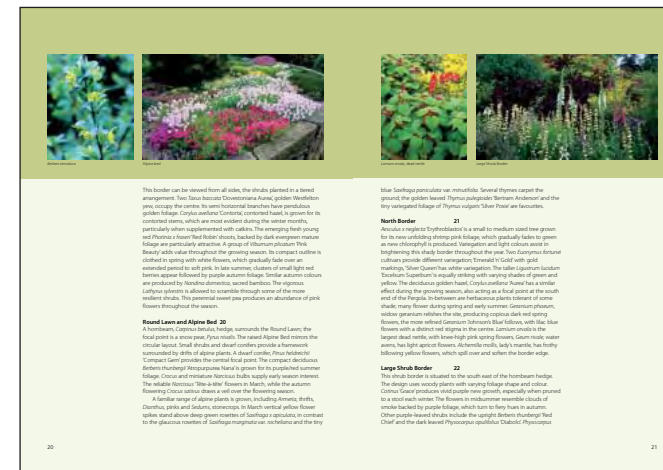 Alpine Bed
Large Shrub Border
This border can be viewed from all sides, the shrubs planted in a tiered
arrangement. Two Taxus baccata 'Dovestoniana Aurea', golden Westfelton
yew, occupy the centre. Its semi horizontal branches have pendulous
golden foliage. Corylus avellana 'Contorta', contorted hazel, is grown for its
contorted stems, which are most evident during the winter months,
particularly when supplemented with catkins. The emerging fresh young
red Photinia x fraseri 'Red Robin' shoots, backed by dark evergreen mature
foliage are particularly attractive. A group of Viburnum plicatum 'Pink
Beauty' adds value throughout the growing season. Its compact outline is
clothed in spring with white flowers, which gradually fade over an
extended period to soft pink. In late summer, clusters of small light red
berries appear followed by purple autumn foliage. Similar autumn colours
are produced by Nandina domestica, sacred bamboo. The vigorous
Lathyrus sylvestris is allowed to scramble through some of the more
resilient shrubs. This perennial sweet pea produces an abundance of pink
flowers throughout the season.
Round Lawn and Alpine Bed 20
A hornbeam, Carpinus betulus, hedge, surrounds the Round Lawn; the
focal point is a snow pear, Pyrus nivalis. The raised Alpine Bed mirrors the
circular layout. Small shrubs and dwarf conifers provide a framework
surrounded by drifts of alpine plants. A dwarf conifer, Pinus heldreichii
'Compact Gem' provides the central focal point. The compact deciduous
Berberis thunbergii 'Atropurpurea Nana' is grown for its purple/red summer
foliage. Crocus and miniature Narcissus bulbs supply early season interest.
The reliable Narcissus 'Tête-à-tête' flowers in March, while the autumn
flowering Crocus sativus draws a veil over the flowering season.
A familiar range of alpine plants is grown, including Armeria, thrifts,
Dianthus, pinks and Sedums, stonecrops. In March vertical yellow flower
spikes stand above deep green rosettes of Saxifraga x apiculata, in contrast
to the glaucous rosettes of Saxifraga marginata var. rocheliana and the tiny
20
blue Saxifraga paniculata var. minutifolia. Several thymes carpet the
ground; the golden leaved Thymus pulegioides 'Bertram Anderson' and the
tiny variegated foliage of Thymus vulgaris 'Silver Posie' are favourites.
North Border 21
Aesculus x neglecta 'Erythroblastos' is a small to medium sized tree grown
for its new unfolding shrimp pink foliage, which gradually fades to green
as new chlorophyll is produced. Variegation and light colours assist in
brightening this shady border throughout the year. Two Euonymus fortunei
cultivars provide different variegation; 'Emerald 'n' Gold' with gold
markings, 'Silver Queen' has white variegation. The taller Ligustrum lucidum
'Excelsum Superbum' is equally striking with varying shades of green and
yellow. The deciduous golden hazel, Corylus avellana 'Aurea' has a similar
effect during the growing season, also acting as a focal point at the south
end of the Pergola. In-between are herbaceous plants tolerant of some
shade; many flower during spring and early summer. Geranium phaeum,
widow geranium relishes the site, producing copious dark red spring
flowers, the more refined Geranium 'Johnson's Blue' follows, with lilac blue
flowers with a distinct red stigma in the centre. Lamium orvala is the
largest dead nettle, with knee-high pink spring flowers, Geum rivale; water
avens, has light apricot flowers. Alchemilla mollis, lady's mantle, has frothy
billowing yellow flowers, which spill over and soften the border edge.
Large Shrub Border 22
This shrub border is situated to the south east of the hornbeam hedge.
The design uses woody plants with varying foliage shape and colour.
Cotinus 'Grace' produces vivid purple new growth, especially when pruned
to a stool each winter. The flowers in midsummer resemble clouds of
smoke backed by purple foliage, which turn to fiery hues in autumn.
Other purple-leaved shrubs include the upright Berberis thunbergii 'Red
Chief' and the dark leaved Physocarpus opulifolius 'Diabolo'. Physocarpus
21